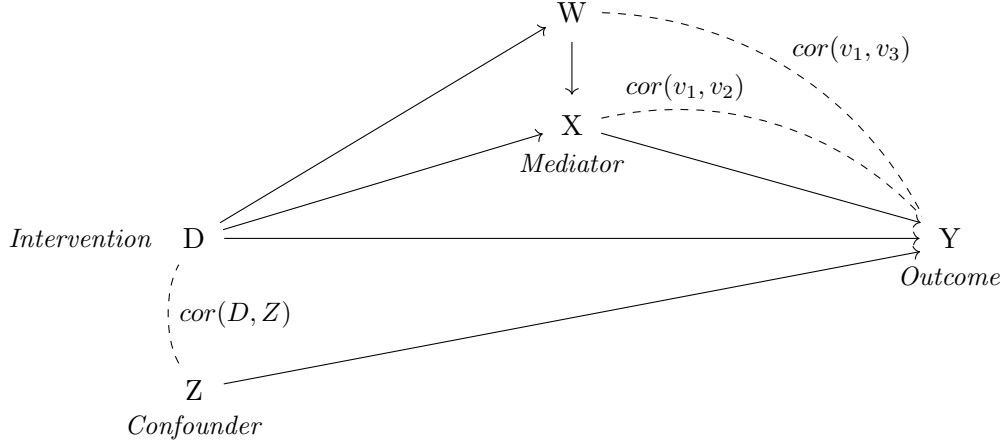 W
cor(v₁, v₃)
cor(v₁, v₂)
X
Mediator
Intervention D
Y
Outcome
cor(D, Z)
Z
Confounder